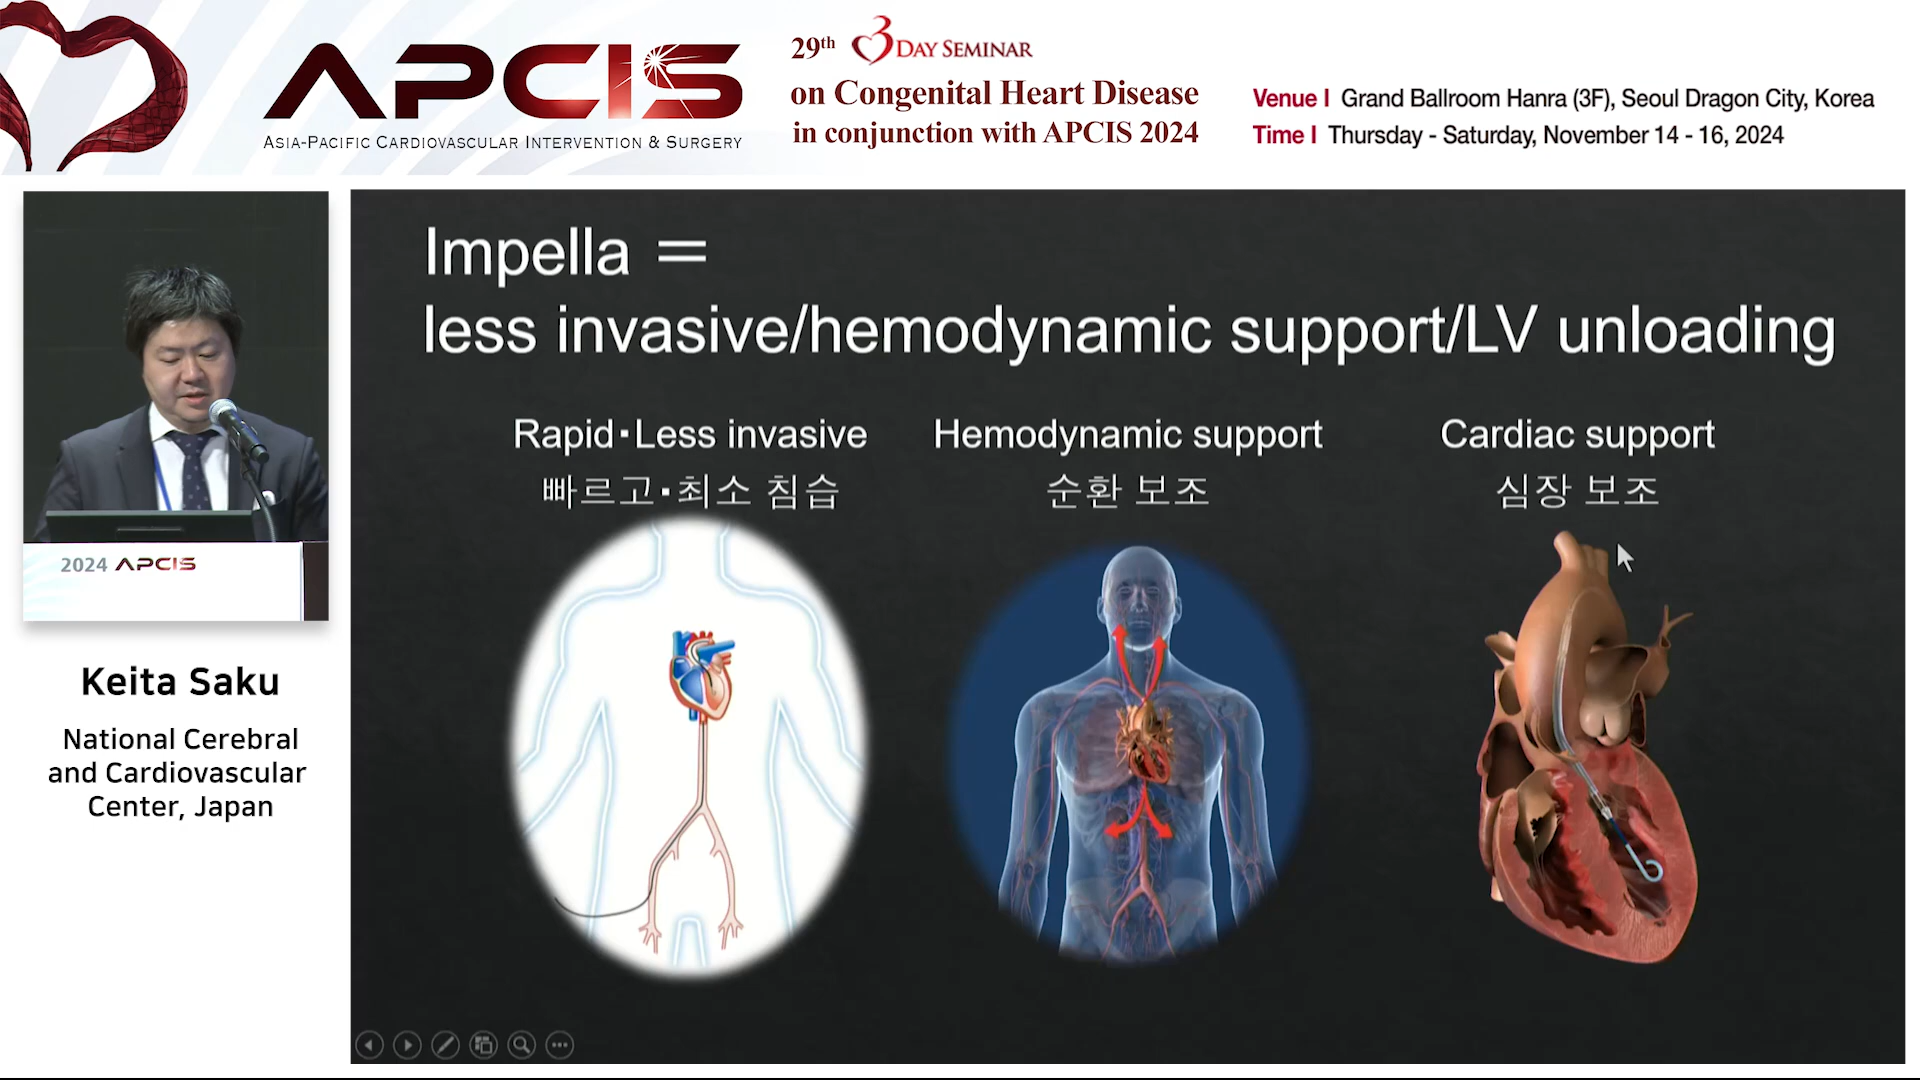 APCIS
ASIA-PACIFIC CARDIOVASCULAR INTERVENTION & SURGERY
29th 3 DAY SEMINAR
on Congenital Heart Disease
in conjunction with APCIS 2024
Venue I Grand Ballroom Hanra (3F), Seoul Dragon City, Korea
Time I Thursday - Saturday, November 14 - 16, 2024
2024 APCIS
Keita Saku
National Cerebral
and Cardiovascular
Center, Japan
Impella =
less invasive/hemodynamic support/LV unloading
Rapid･Less invasive
빠르고･최소 침습
Hemodynamic support
순환 보조
Cardiac support
심장 보조